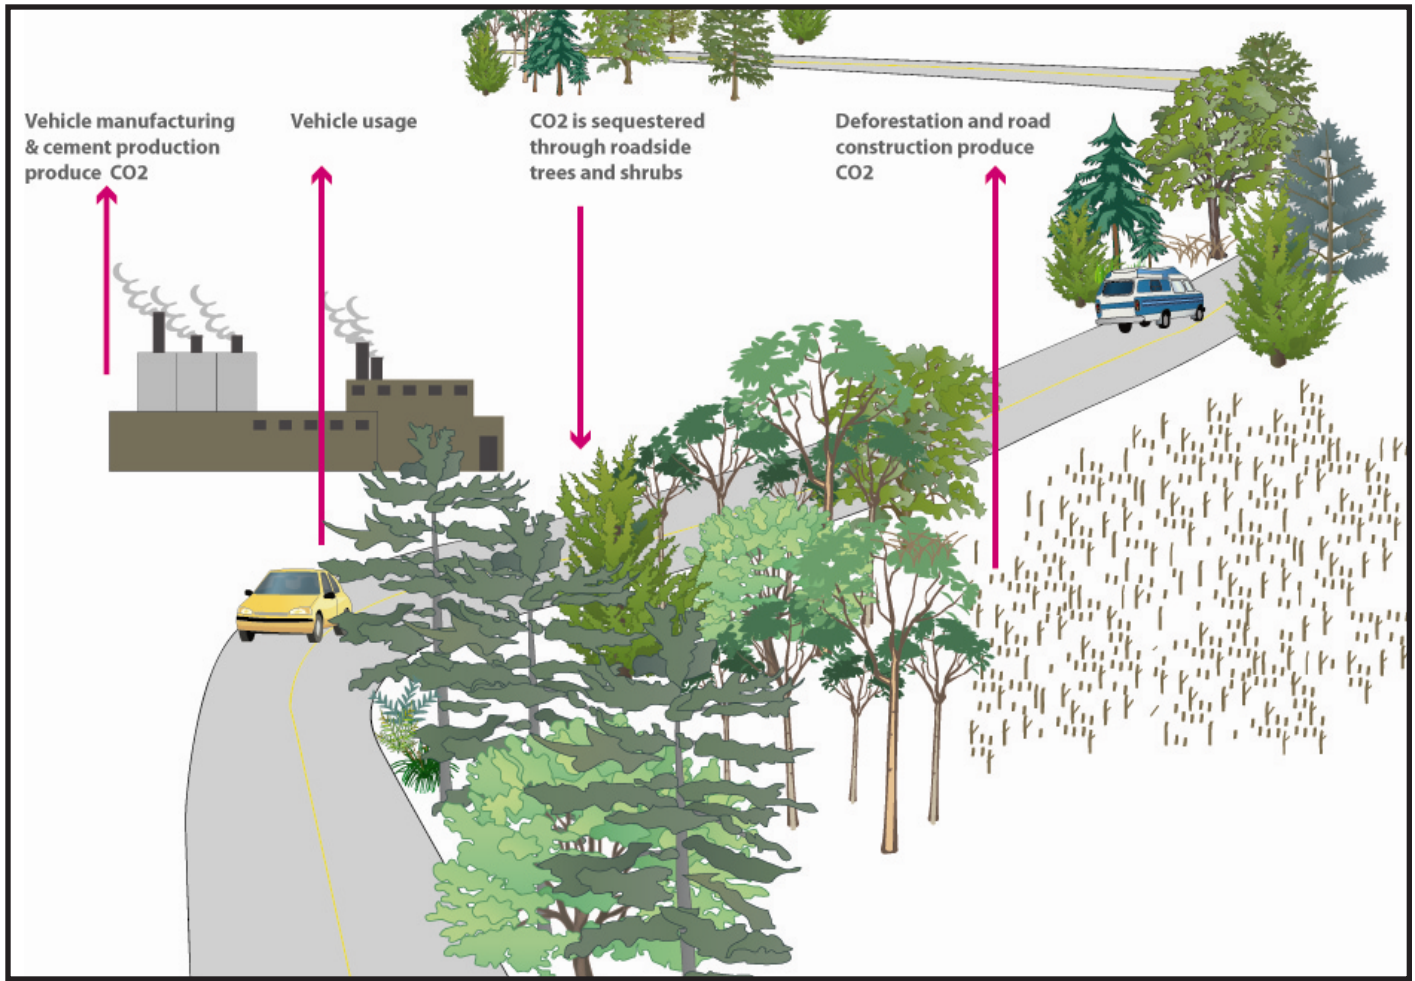 Vehicle manufacturing
& cement production
produce CO2
Vehicle usage
CO2 is sequestered
through roadside
trees and shrubs
Deforestation and road
construction produce
CO2